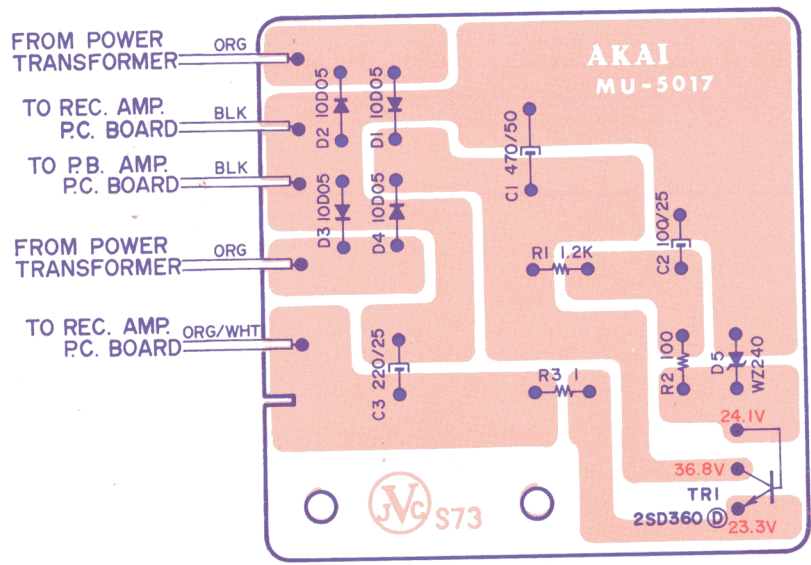 FROM POWER
TRANSFORMER
ORG
TO REC. AMP.
P.C. BOARD
BLK
TO P.B. AMP.
P.C. BOARD
BLK
FROM POWER
TRANSFORMER
ORG
TO REC. AMP.
P.C. BOARD
ORG/WHT
AKAI
MU-5017
D2 10D05
D1 10D05
D3 10D05
D4 10D05
C1 470/50
C2 100/25
R1 1.2K
C3 220/25
R3 1
R2 100
D5
WZ240
24.1V
36.8V
TR1
2SD360 D
23.3V
JVC
S73